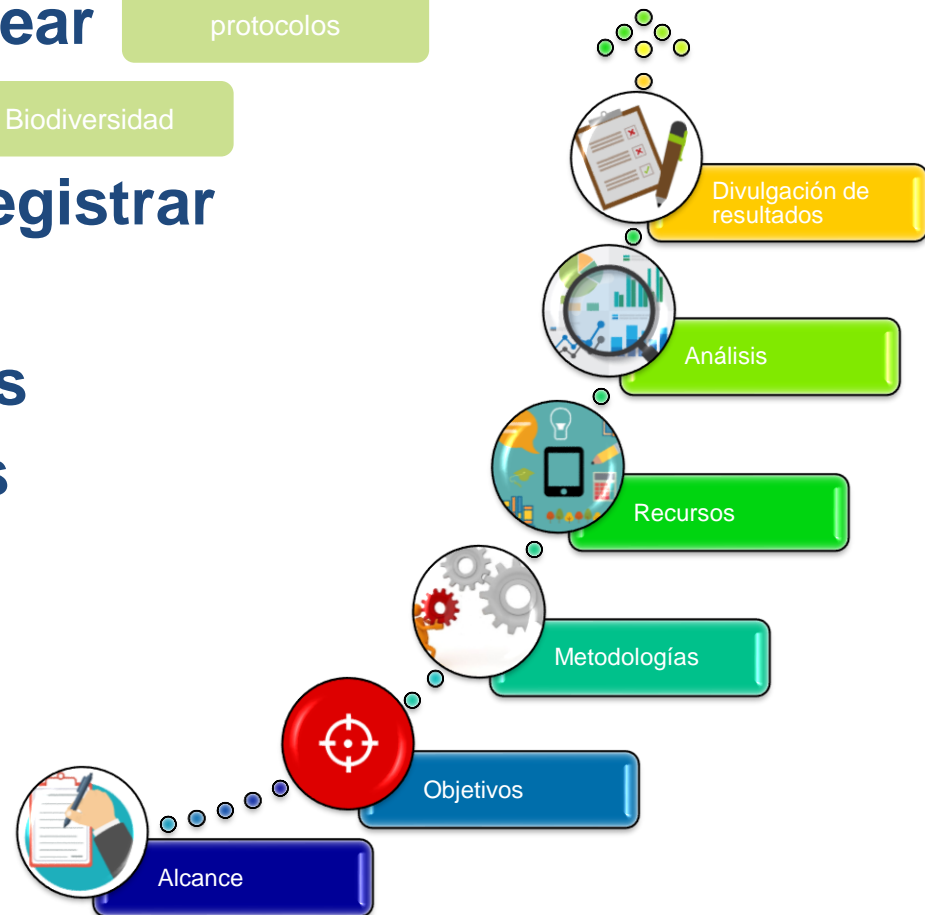 ear
protocolos
Biodiversidad
egistrar
s
s
Divulgación de
resultados
Análisis
Recursos
Metodologías
Objetivos
Alcance